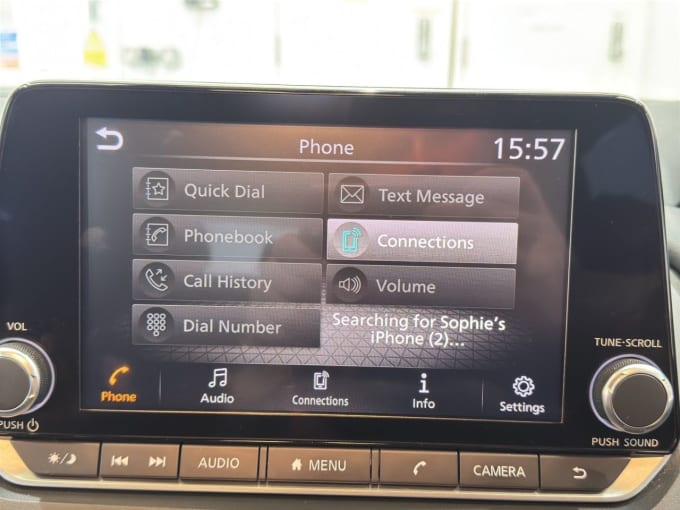 Phone
15:57
Quick Dial
Text Message
Phonebook
Connections
Call History
Volume
Dial Number
Searching for Sophie's
iPhone (2)...
VOL
TUNE·SCROLL
Phone
Audio
Connections
Info
Settings
PUSH
PUSH SOUND
AUDIO
MENU
CAMERA